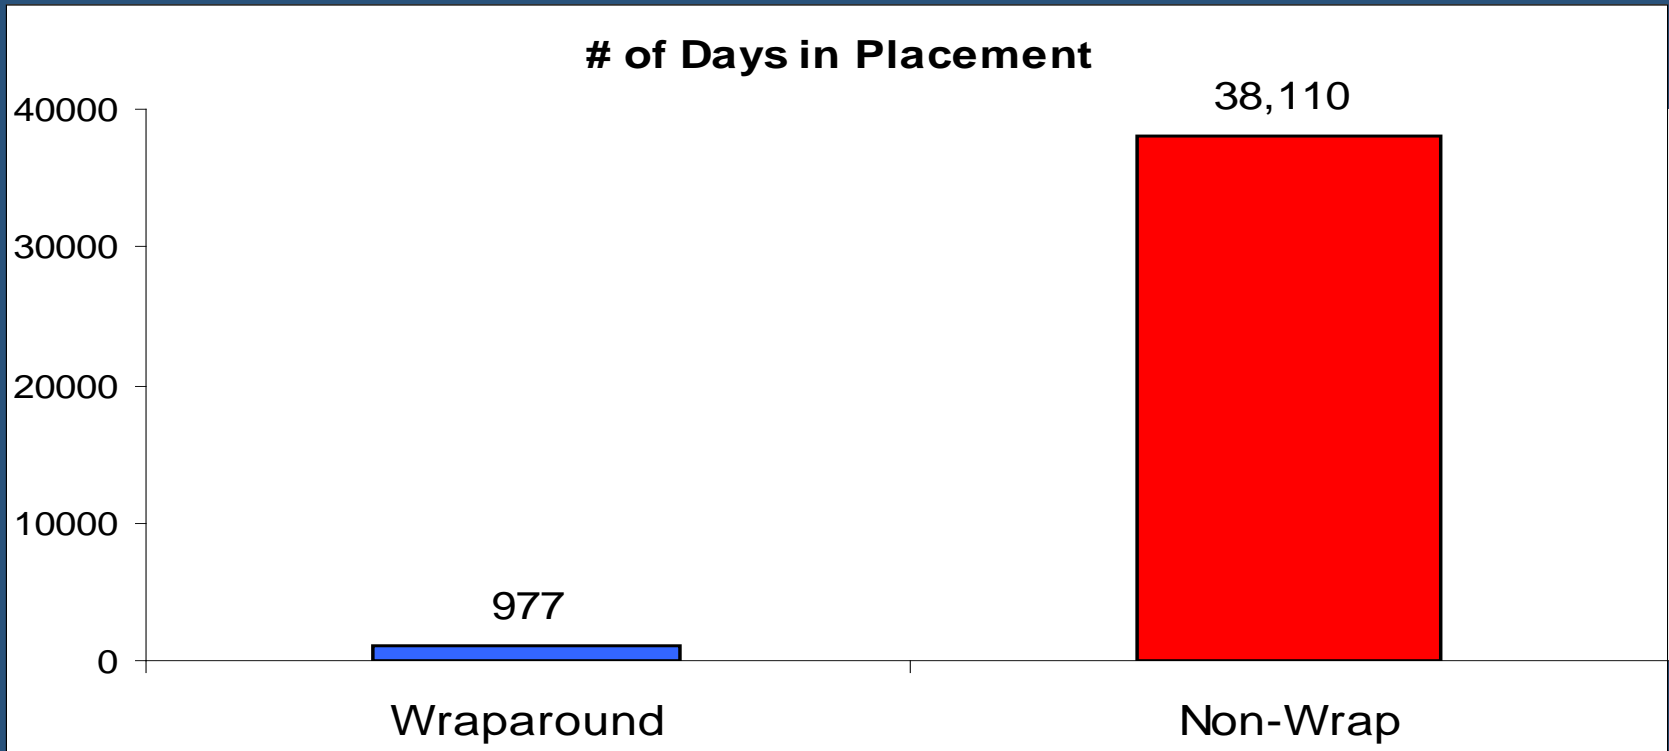 # of Days in Placement
38,110
40000
30000
20000
10000
977
0
Wraparound
Non-Wrap